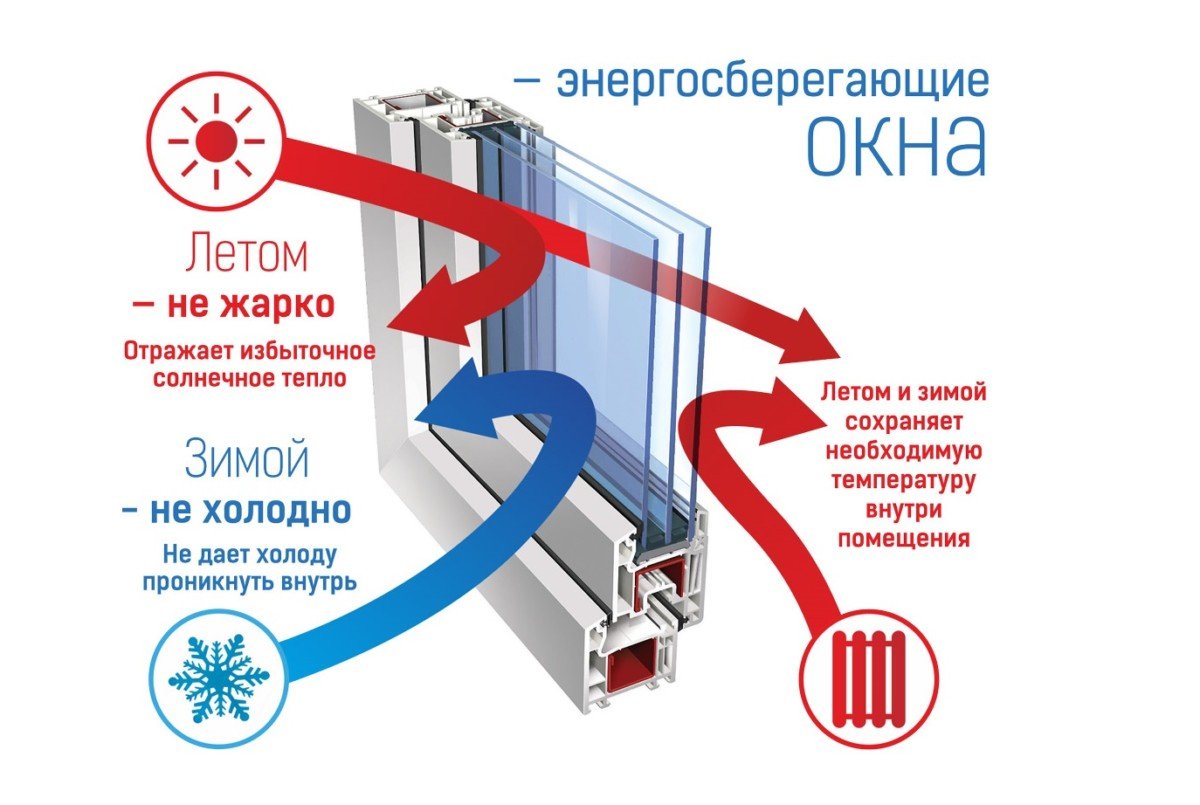 – энергосберегающие
окна
Летом
– не жарко
Отражает избыточное
солнечное тепло
Зимой
– не холодно
Не дает холоду
проникнуть внутрь
Летом и зимой
сохраняет
необходимую
температуру
внутри
помещения